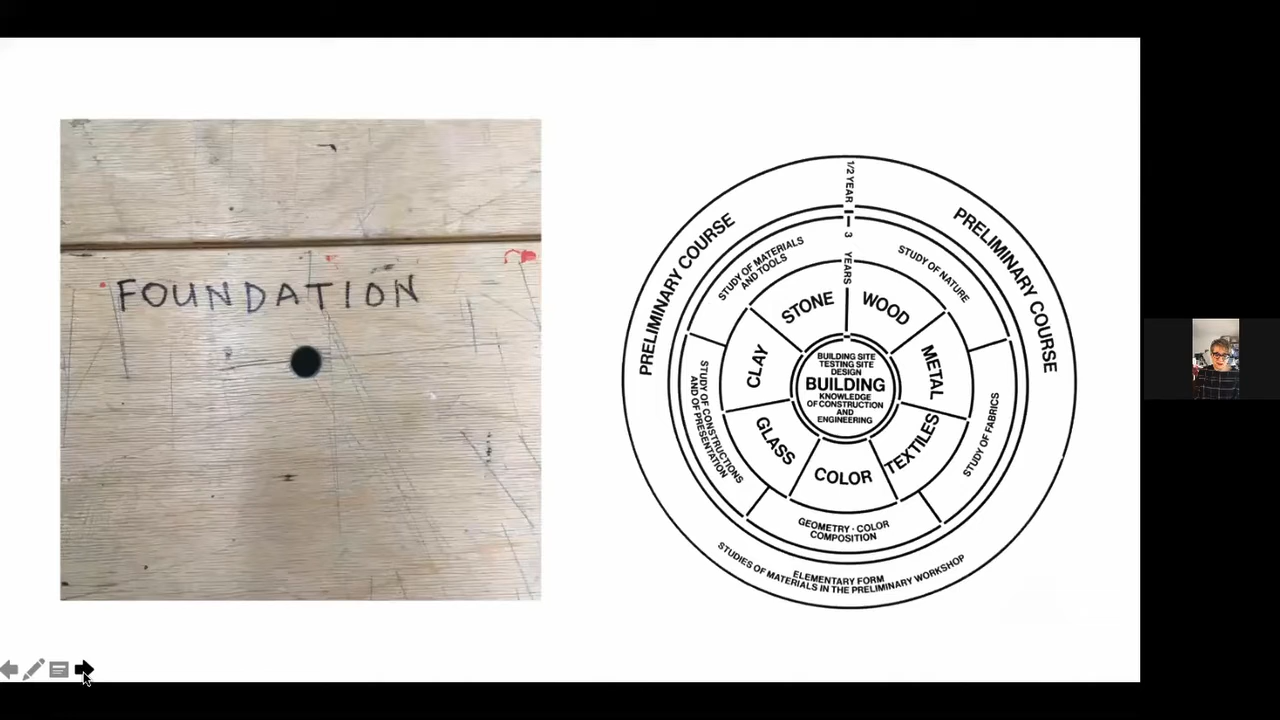 FOUNDATION
PRELIMINARY COURSE
1/2 YEAR
PRELIMINARY COURSE
3 YEARS
STUDY OF MATERIALS
AND TOOLS
STUDY OF NATURE
STUDY OF FABRICS
GEOMETRY · COLOR
COMPOSITION
STUDY OF CONSTRUCTIONS
AND OF PRESENTATION
STONE
WOOD
METAL
TEXTILES
COLOR
GLASS
CLAY
BUILDING SITE
TESTING SITE
DESIGN
BUILDING
KNOWLEDGE
OF CONSTRUCTION
AND
ENGINEERING
ELEMENTARY FORM
STUDIES OF MATERIALS IN THE PRELIMINARY WORKSHOP